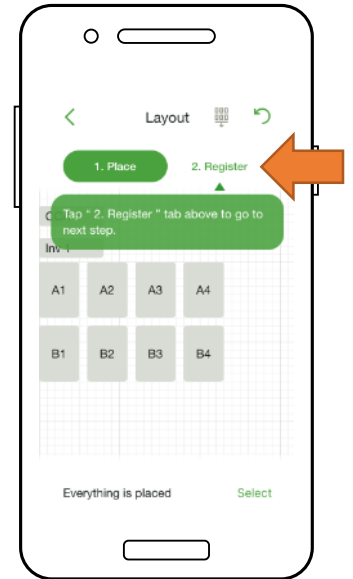 Layout
1. Place
2. Register
Tap “ 2. Register ” tab above to go to
next step.
A1 A2 A3 A4
B1 B2 B3 B4
Everything is placed
Select